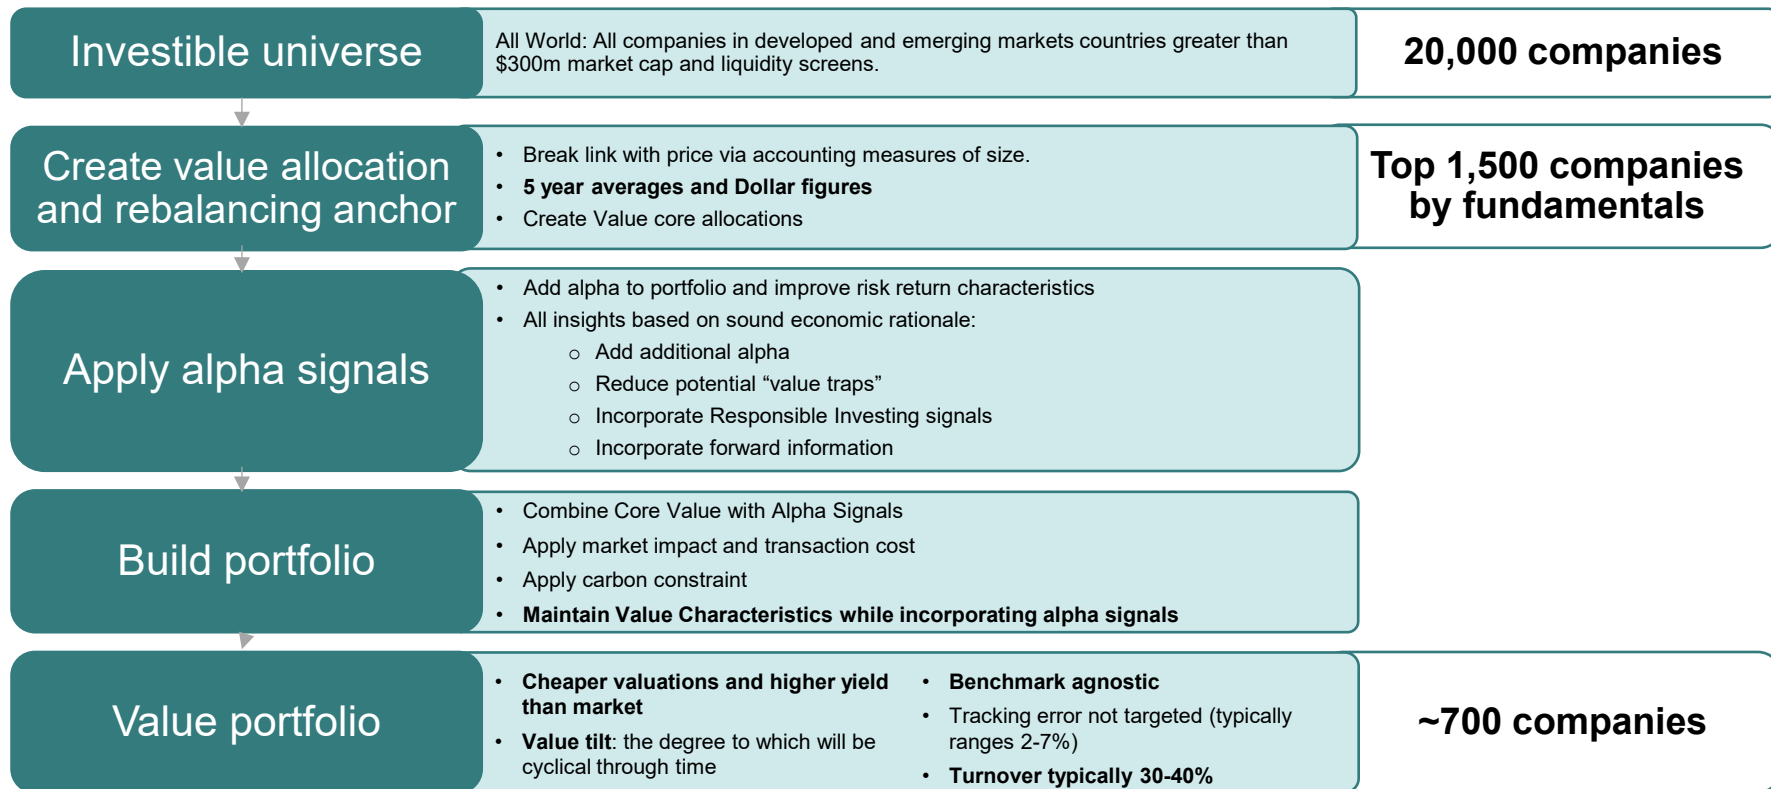 Investible universe
All World: All companies in developed and emerging markets countries greater than
$300m market cap and liquidity screens.
20,000 companies
Create value allocation
and rebalancing anchor
• Break link with price via accounting measures of size.
• 5 year averages and Dollar figures
• Create Value core allocations
Top 1,500 companies
by fundamentals
Apply alpha signals
• Add alpha to portfolio and improve risk return characteristics
• All insights based on sound economic rationale:
o Add additional alpha
o Reduce potential “value traps”
o Incorporate Responsible Investing signals
o Incorporate forward information
Build portfolio
• Combine Core Value with Alpha Signals
• Apply market impact and transaction cost
• Apply carbon constraint
• Maintain Value Characteristics while incorporating alpha signals
Value portfolio
• Cheaper valuations and higher yield
than market
• Value tilt: the degree to which will be
cyclical through time
• Benchmark agnostic
• Tracking error not targeted (typically
ranges 2-7%)
• Turnover typically 30-40%
~700 companies